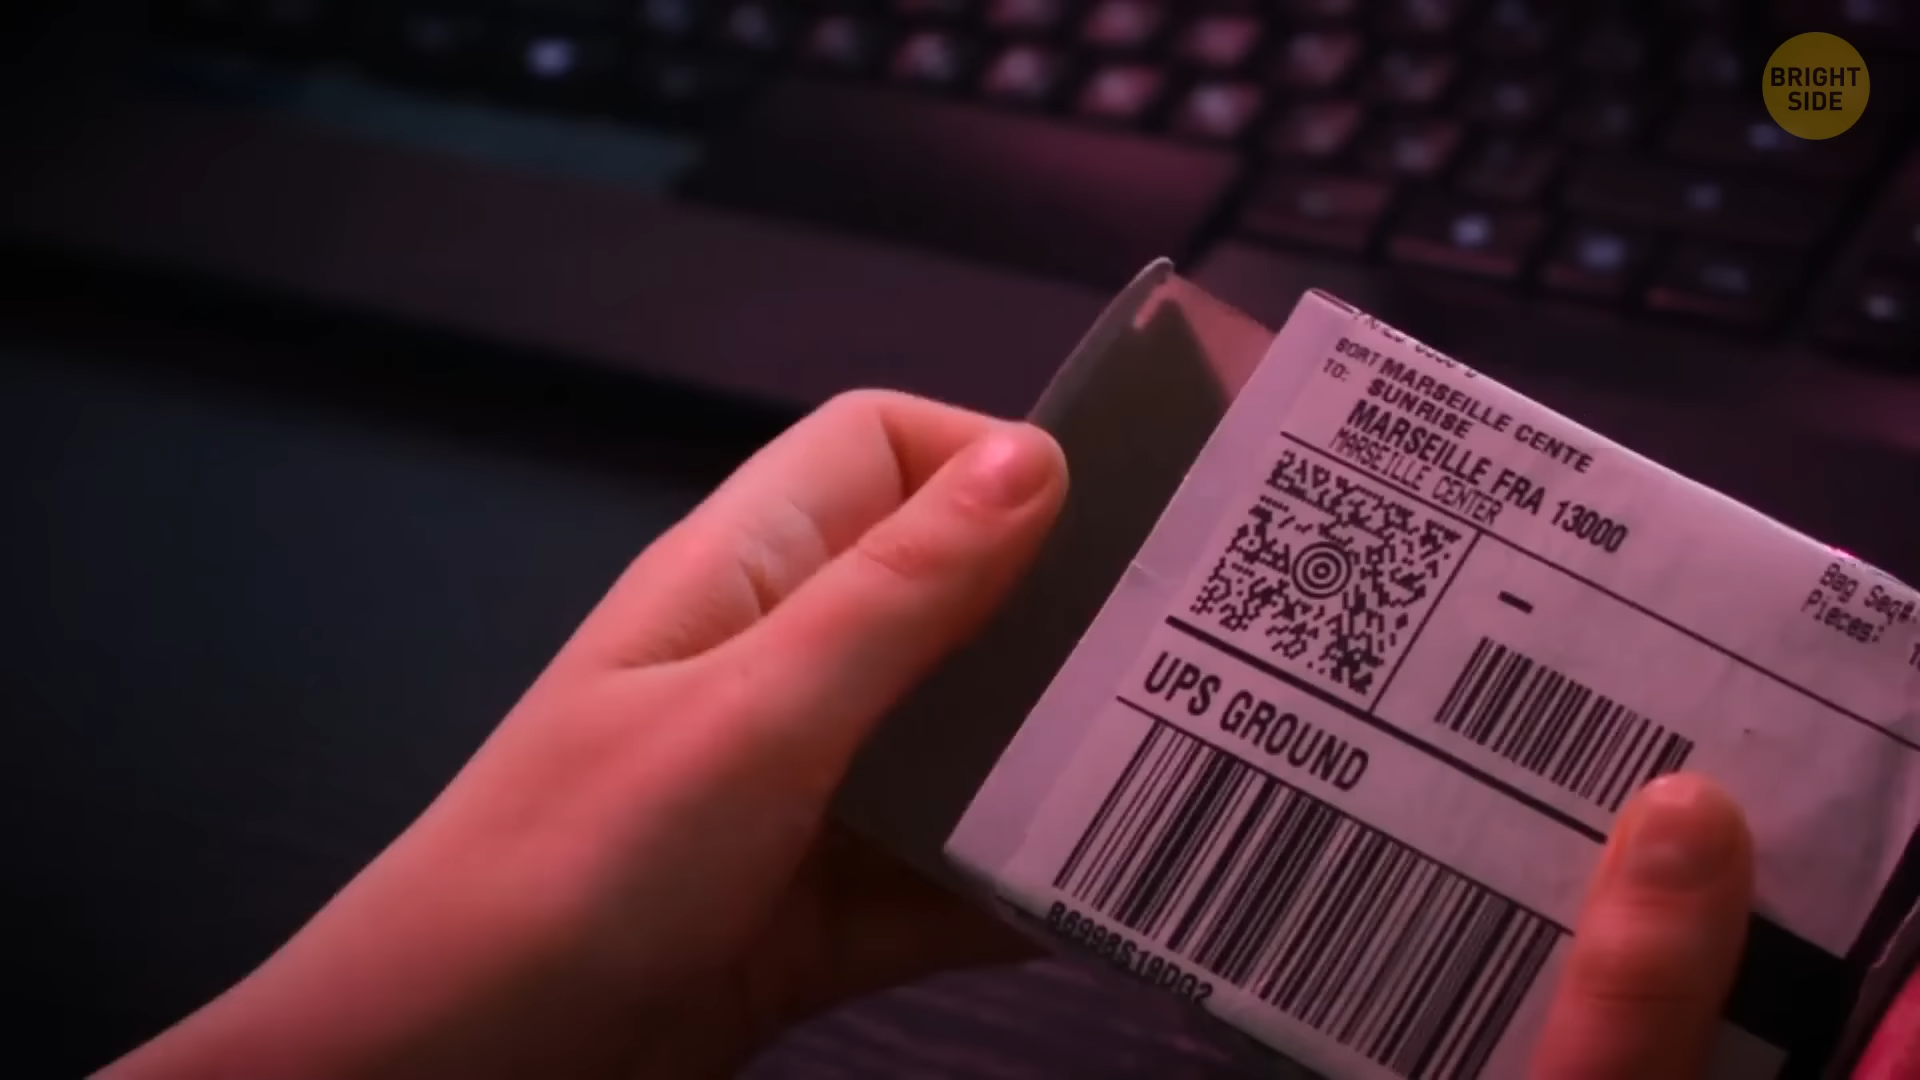 BRIGHT
SIDE
SORT
TO:
MARSEILLE CENTE
SUNRISE
MARSEILLE FRA 13000
MARSEILLE CENTER
Bag Seq#
Pieces:
UPS GROUND